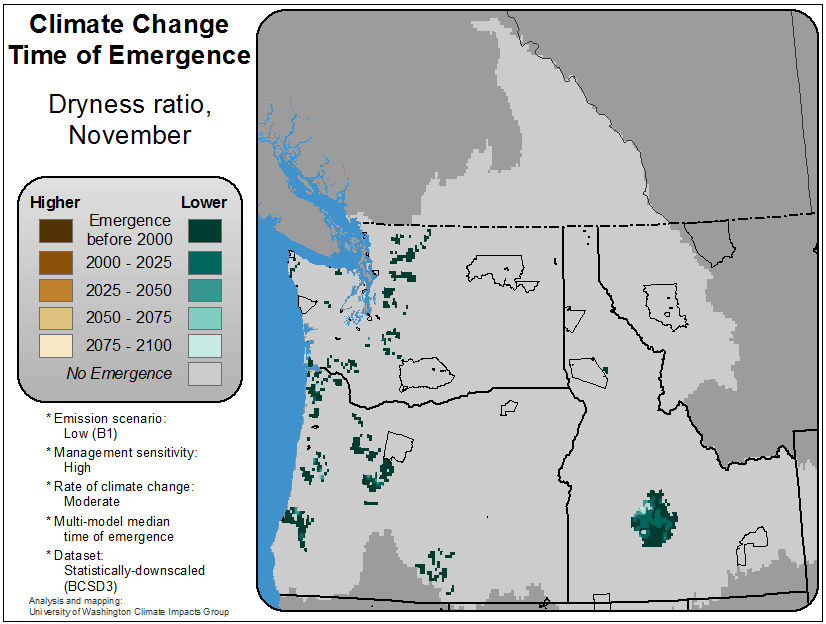 Climate Change
Time of Emergence
Dryness ratio,
November
Higher Lower
Emergence
before 2000
2000 - 2025
2025 - 2050
2050 - 2075
2075 - 2100
No Emergence
* Emission scenario:
Low (B1)
* Management sensitivity:
High
* Rate of climate change:
Moderate
* Multi-model median
time of emergence
* Dataset:
Statistically-downscaled
(BCSD3)
Analysis and mapping:
University of Washington Climate Impacts Group